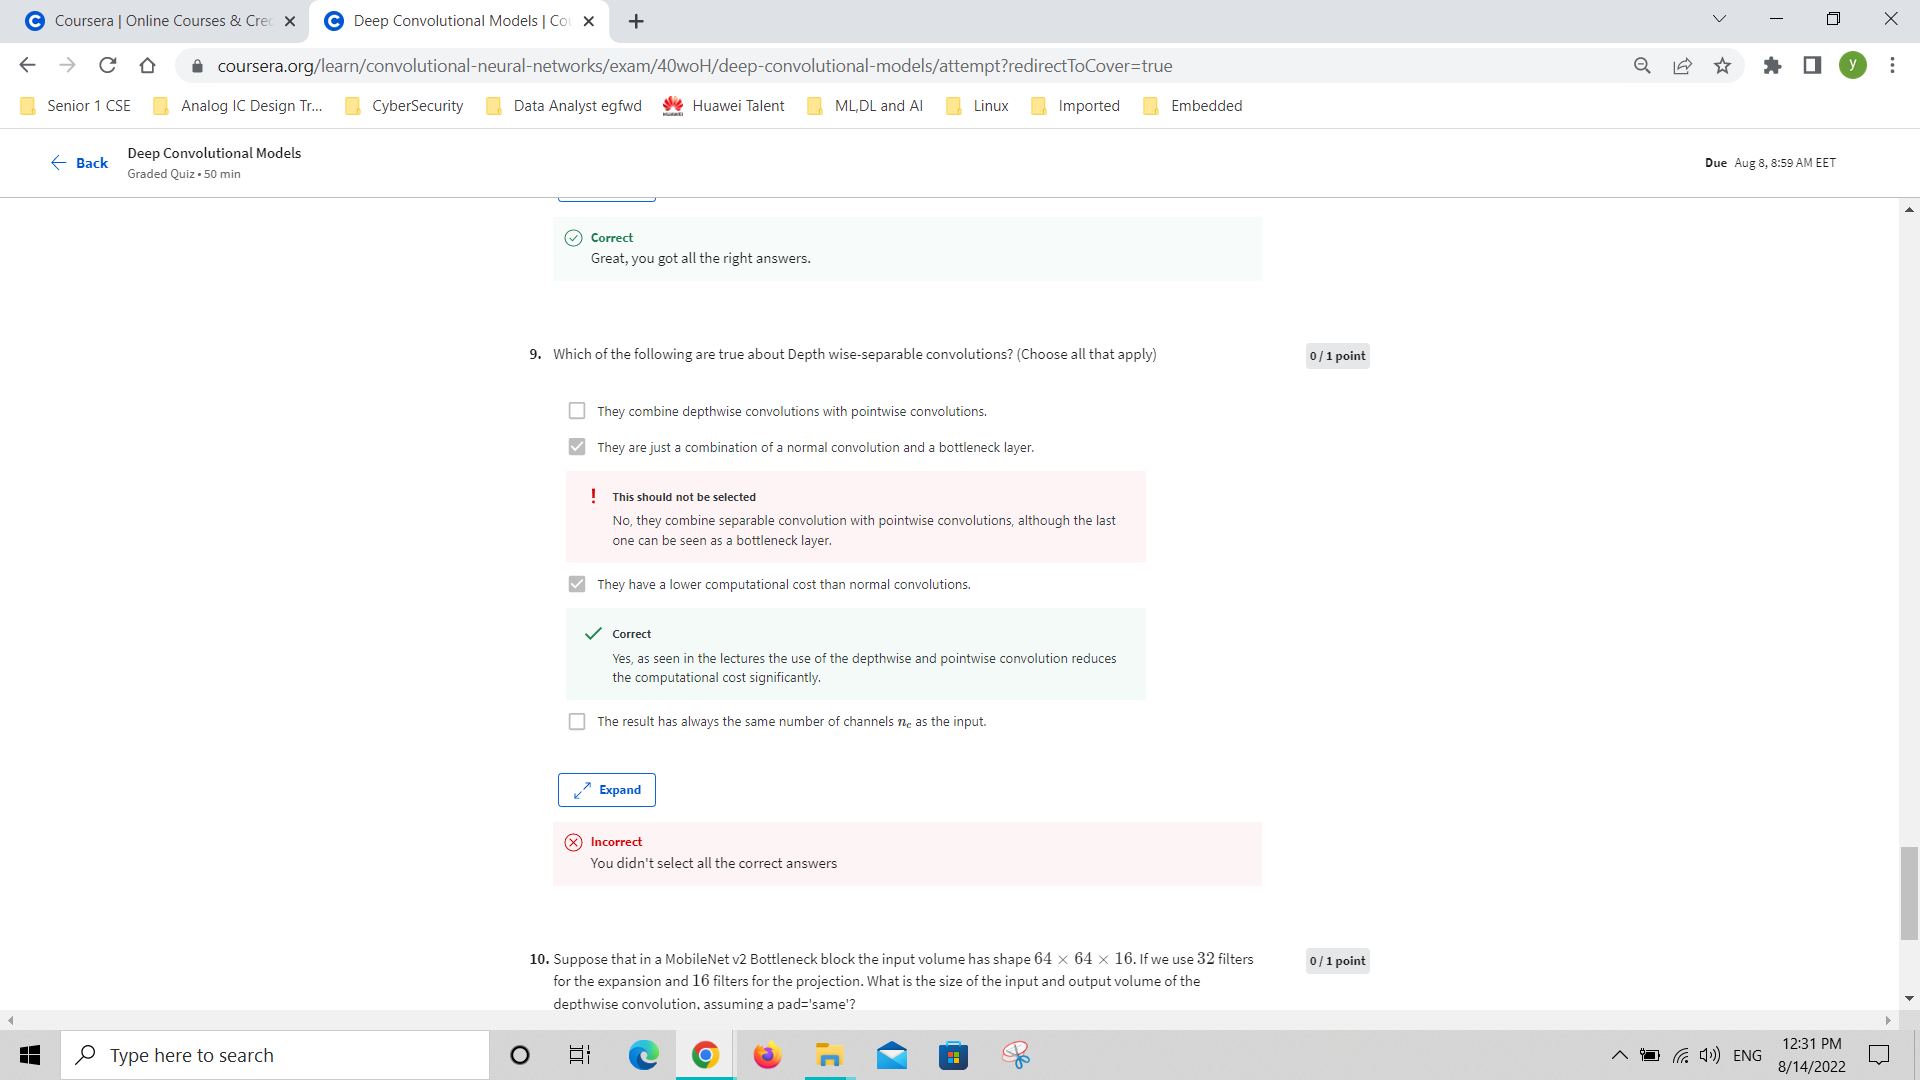 Coursera | Online Courses & Cre
Deep Convolutional Models | Co
coursera.org/learn/convolutional-neural-networks/exam/40woH/deep-convolutional-models/attempt?redirectToCover=true
y
Senior 1 CSE
Analog IC Design Tr...
CyberSecurity
Data Analyst egfwd
Huawei Talent
ML,DL and AI
Linux
Imported
Embedded
Back
Deep Convolutional Models
Graded Quiz • 50 min
Due Aug 8, 8:59 AM EET
Correct
Great, you got all the right answers.
9. Which of the following are true about Depth wise-separable convolutions? (Choose all that apply)
0 / 1 point
They combine depthwise convolutions with pointwise convolutions.
They are just a combination of a normal convolution and a bottleneck layer.
! This should not be selected
No, they combine separable convolution with pointwise convolutions, although the last
one can be seen as a bottleneck layer.
They have a lower computational cost than normal convolutions.
Correct
Yes, as seen in the lectures the use of the depthwise and pointwise convolution reduces
the computational cost significantly.
The result has always the same number of channels n_c as the input.
Expand
Incorrect
You didn't select all the correct answers
10. Suppose that in a MobileNet v2 Bottleneck block the input volume has shape 64 × 64 × 16. If we use 32 filters
0 / 1 point
for the expansion and 16 filters for the projection. What is the size of the input and output volume of the
depthwise convolution, assuming a pad='same'?
Type here to search
ENG
12:31 PM
8/14/2022